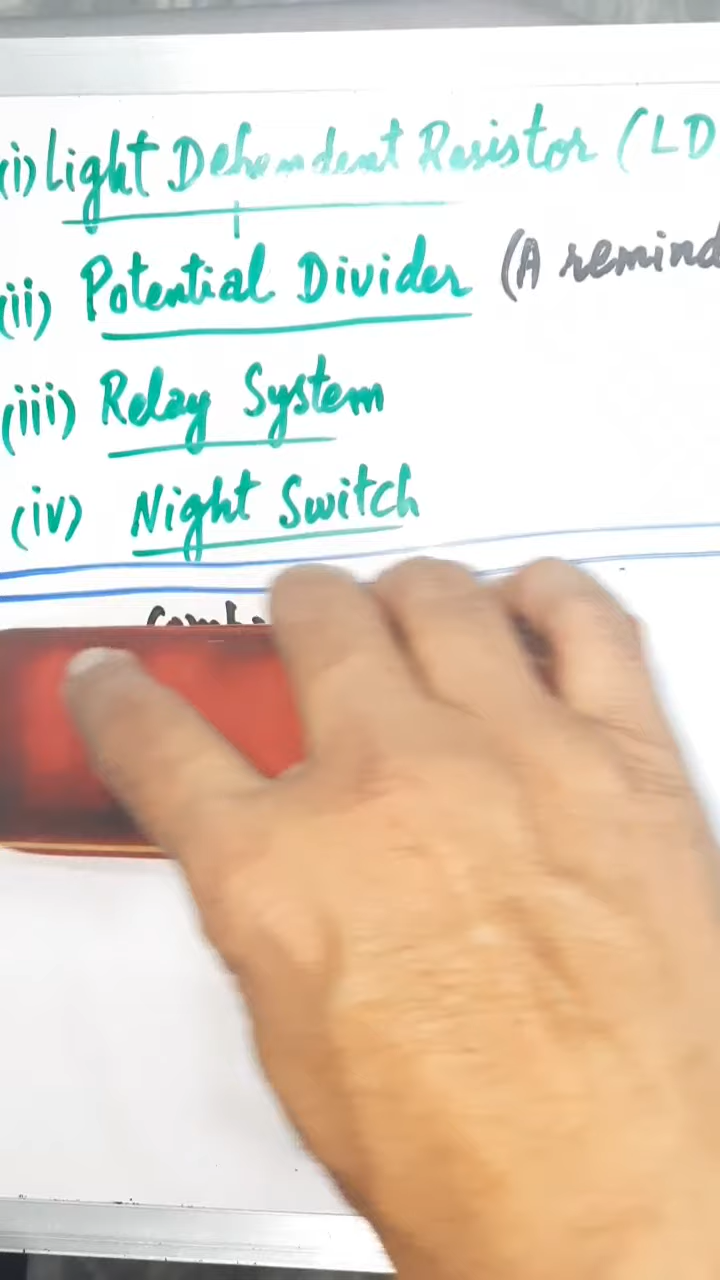 (i) Light Dependent Resistor (LD
(ii) Potential Divider (A remind
(iii) Relay System
(iv) Night Switch